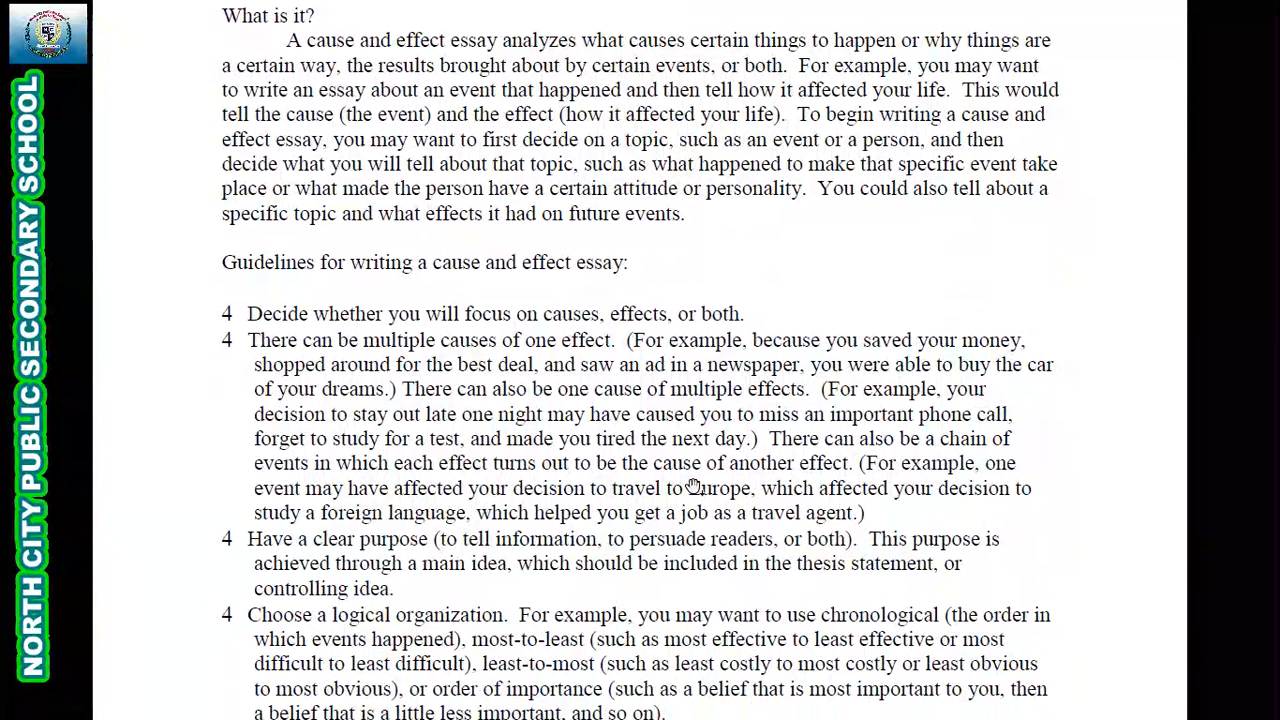 What is it?
A cause and effect essay analyzes what causes certain things to happen or why things are
a certain way, the results brought about by certain events, or both. For example, you may want
to write an essay about an event that happened and then tell how it affected your life. This would
tell the cause (the event) and the effect (how it affected your life). To begin writing a cause and
effect essay, you may want to first decide on a topic, such as an event or a person, and then
decide what you will tell about that topic, such as what happened to make that specific event take
place or what made the person have a certain attitude or personality. You could also tell about a
specific topic and what effects it had on future events.
Guidelines for writing a cause and effect essay:
4 Decide whether you will focus on causes, effects, or both.
4 There can be multiple causes of one effect. (For example, because you saved your money,
shopped around for the best deal, and saw an ad in a newspaper, you were able to buy the car
of your dreams.) There can also be one cause of multiple effects. (For example, your
decision to stay out late one night may have caused you to miss an important phone call,
forget to study for a test, and made you tired the next day.) There can also be a chain of
events in which each effect turns out to be the cause of another effect. (For example, one
event may have affected your decision to travel to Europe, which affected your decision to
study a foreign language, which helped you get a job as a travel agent.)
4 Have a clear purpose (to tell information, to persuade readers, or both). This purpose is
achieved through a main idea, which should be included in the thesis statement, or
controlling idea.
4 Choose a logical organization. For example, you may want to use chronological (the order in
which events happened), most-to-least (such as most effective to least effective or most
difficult to least difficult), least-to-most (such as least costly to most costly or least obvious
to most obvious), or order of importance (such as a belief that is most important to you, then
a belief that is a little less important, and so on).
NORTH CITY PUBLIC SECONDARY SCHOOL